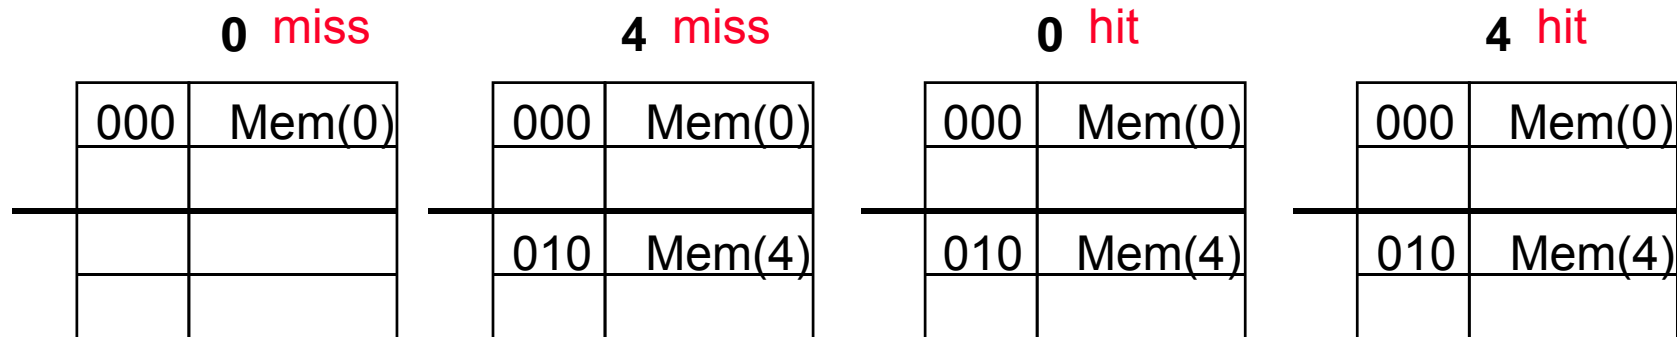 0 miss 4 miss 0 hit 4 hit
000 Mem(0) 000 Mem(0) 000 Mem(0) 000 Mem(0)
010 Mem(4) 010 Mem(4) 010 Mem(4)